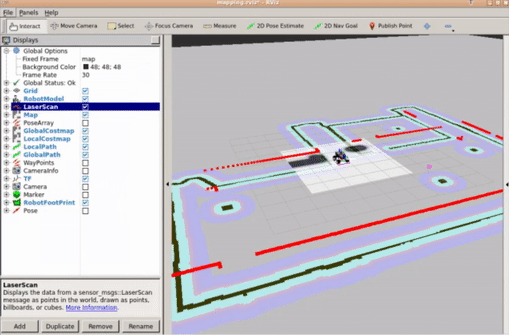 mapping.rviz* - RViz
File Panels Help
Interact Move Camera Select Focus Camera Measure 2D Pose Estimate 2D Nav Goal Publish Point
Displays
Global Options
Fixed Frame map
Background Color 48; 48; 48
Frame Rate 30
Global Status: Ok
Grid
RobotModel
LaserScan
Map
PoseArray
GlobalCostmap
LocalCostmap
LocalPath
GlobalPath
WayPoints
CameraInfo
TF
Camera
Marker
RobotFootPrint
Pose
LaserScan
Displays the data from a sensor_msgs::LaserScan
message as points in the world, drawn as points,
billboards, or cubes. More Information.
Add Duplicate Remove Rename